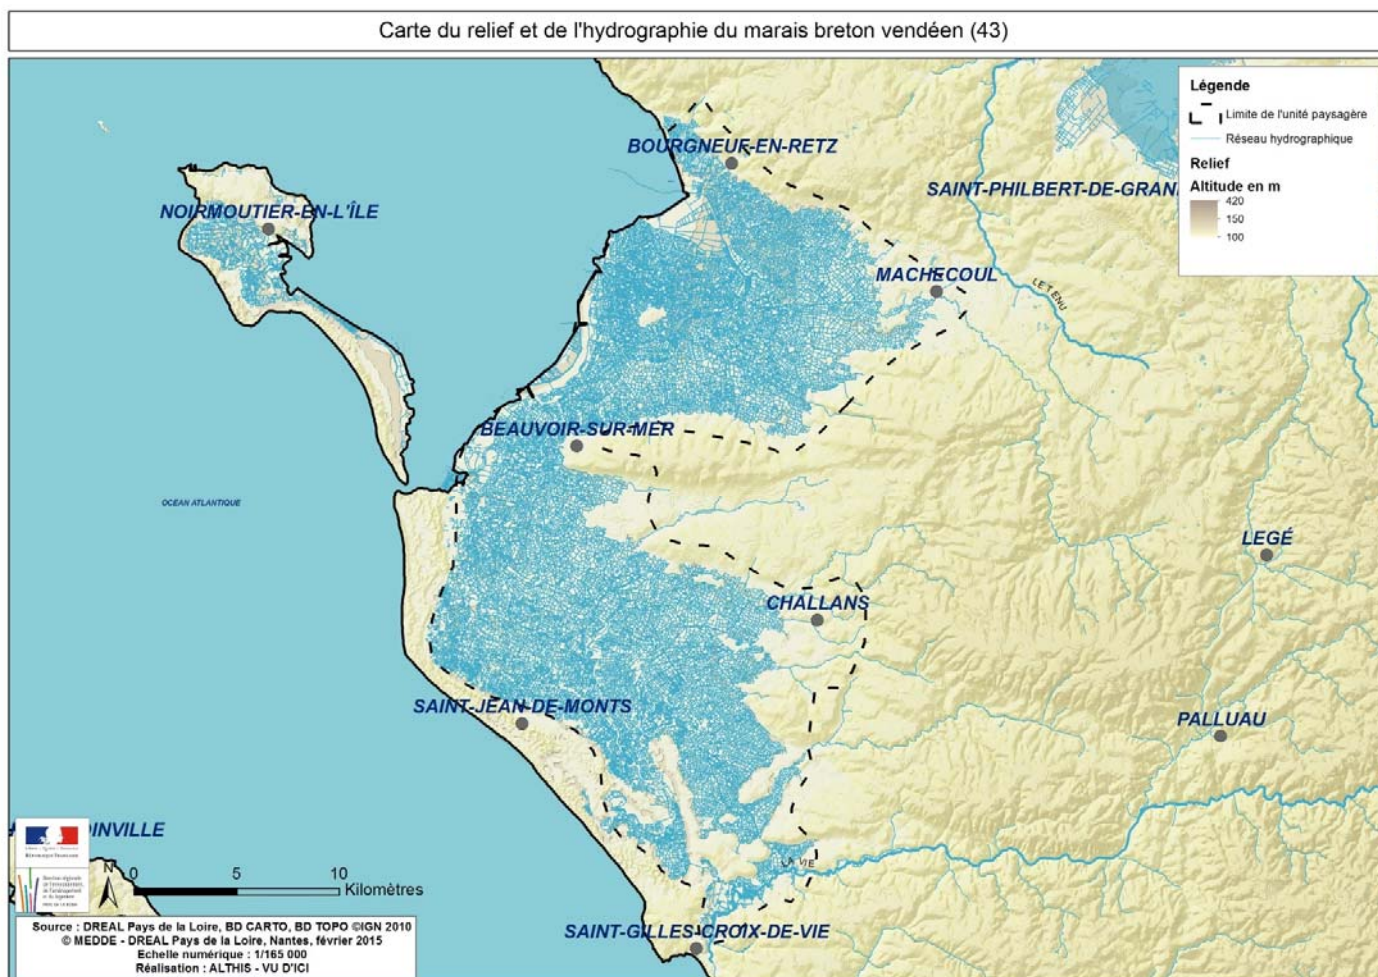 Carte du relief et de l'hydrographie du marais breton vendéen (43)
Légende
Limite de l'unité paysagère
Réseau hydrographique
Relief
Altitude en m
420
150
100
BOURGNEUF-EN-RETZ
SAINT-PHILBERT-DE-GRAN
NOIRMOUTIER-EN-L'ÎLE
MACHECOUL
LE TENU
BEAUVOIR-SUR-MER
OCEAN ATLANTIQUE
LEGÉ
CHALLANS
SAINT-JEAN-DE-MONTS
PALLUAU
OINVILLE
LA VIE
SAINT-GILLES-CROIX-DE-VIE
RÉPUBLIQUE FRANÇAISE
N
0 5 10
Kilomètres
Source : DREAL Pays de la Loire, BD CARTO, BD TOPO ©IGN 2010
© MEDDE - DREAL Pays de la Loire, Nantes, février 2015
Echelle numérique : 1/165 000
Réalisation : ALTHIS - VU D'ICI